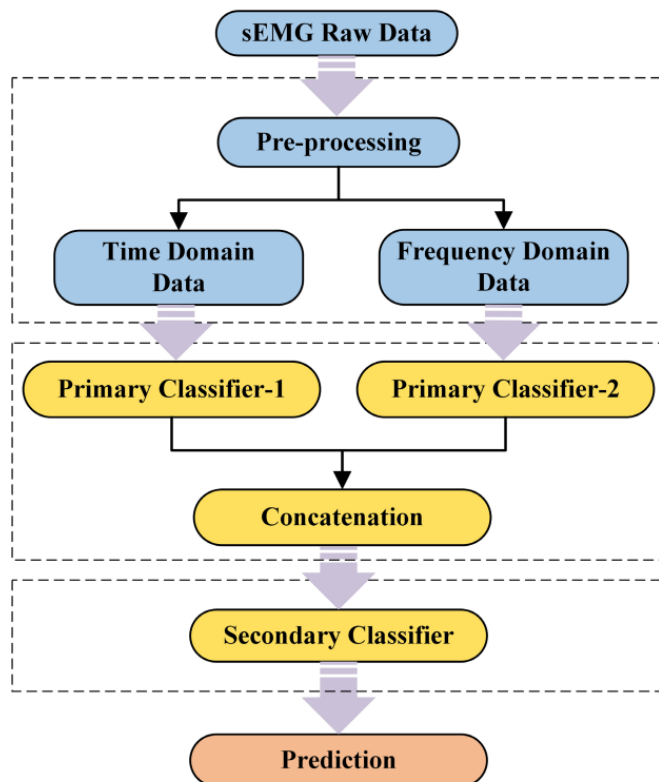 sEMG Raw Data
Pre-processing
Time Domain
Data
Frequency Domain
Data
Primary Classifier-1
Primary Classifier-2
Concatenation
Secondary Classifier
Prediction